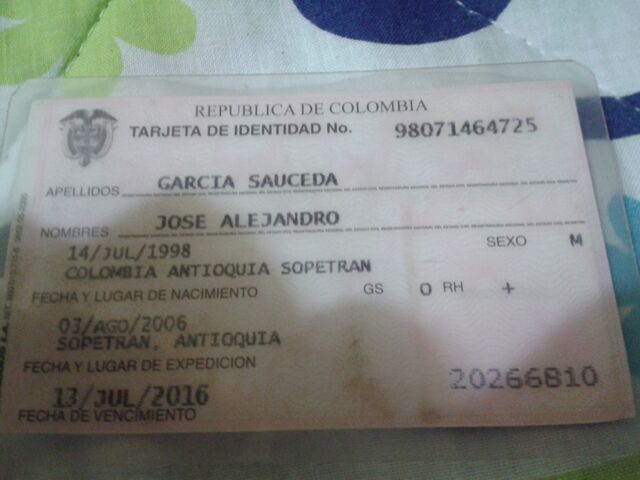 REPUBLICA DE COLOMBIA
TARJETA DE IDENTIDAD No. 98071464725
APELLIDOS GARCIA SAUCEDA
NOMBRES JOSE ALEJANDRO
14/JUL/1998 SEXO M
COLOMBIA ANTIOQUIA SOPETRAN
FECHA Y LUGAR DE NACIMIENTO GS O RH +
03/AGO/2006
SOPETRAN, ANTIOQUIA
FECHA Y LUGAR DE EXPEDICION
13/JUL/2016 20266810
FECHA DE VENCIMIENTO